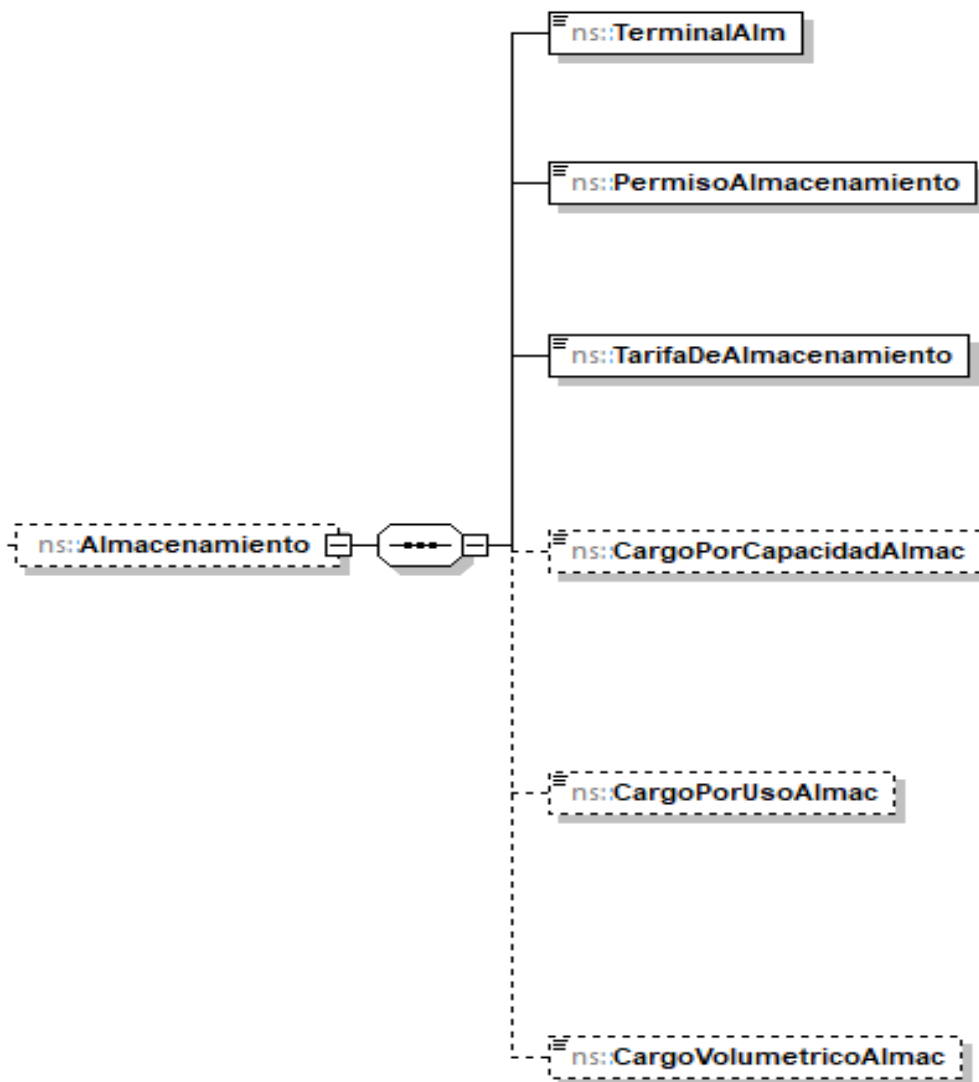 ns::TerminalAlm
ns::PermisoAlmacenamiento
ns::TarifaDeAlmacenamiento
ns::Almacenamiento
ns::CargoPorCapacidadAlmac
ns::CargoPorUsoAlmac
ns::CargoVolumetricoAlmac